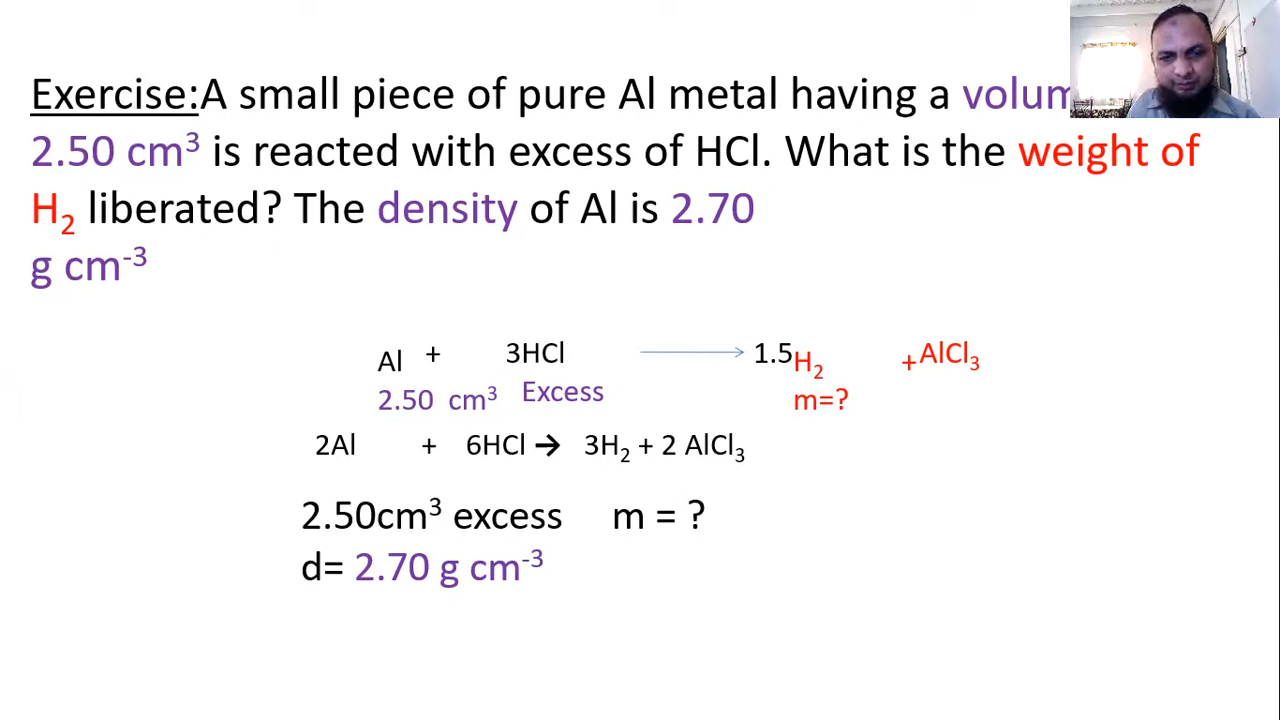 Exercise:A small piece of pure Al metal having a
2.50 cm³ is reacted with excess of HCl. What is the weight of
H₂ liberated? The density of Al is 2.70
g cm⁻³
Al + 3HCl → 1.5H₂ +AlCl₃
2.50 cm³ Excess m=?
2Al + 6HCl → 3H₂ + 2 AlCl₃
2.50cm³ excess m = ?
d= 2.70 g cm⁻³